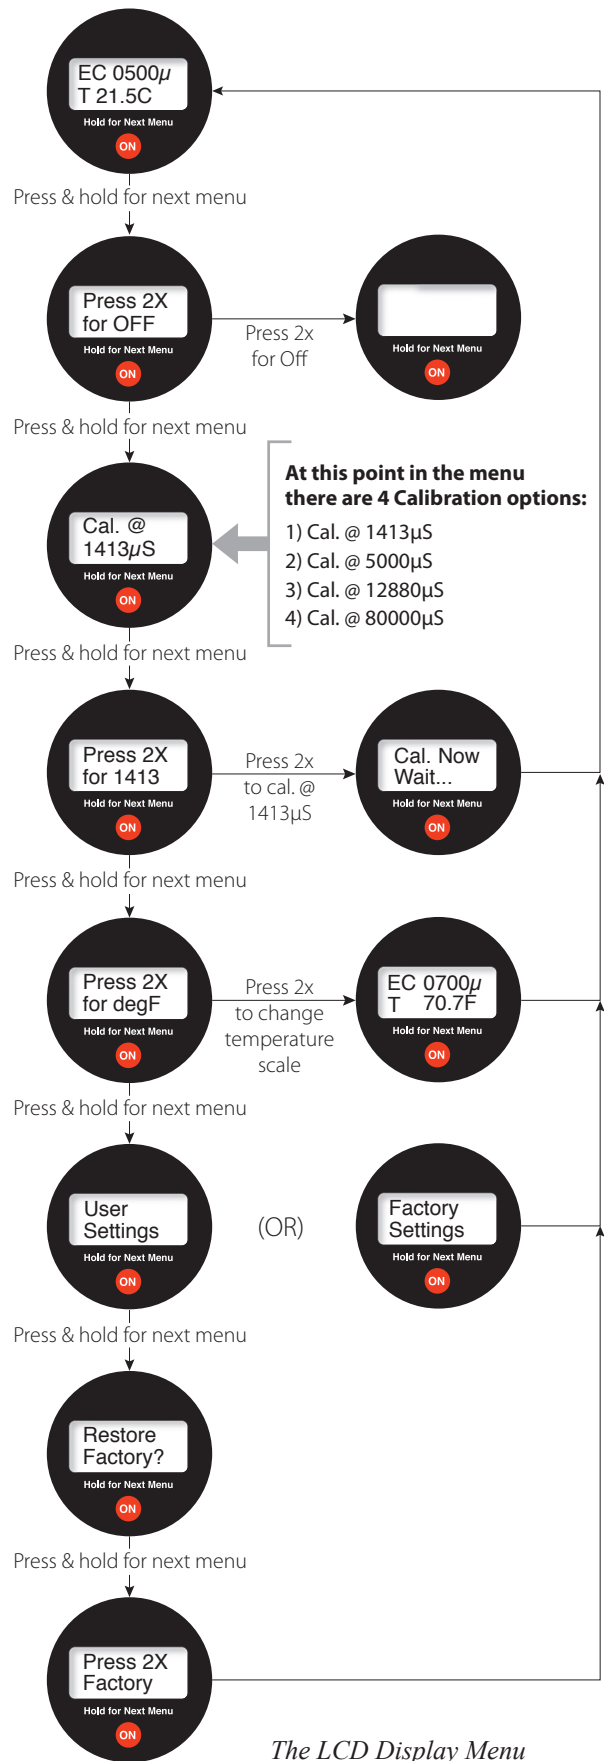 EC 0500µ
T 21.5C
Hold for Next Menu
ON
Press & hold for next menu
Press 2X
for OFF
Hold for Next Menu
ON
Press 2x
for Off
Hold for Next Menu
ON
Press & hold for next menu
Cal. @
1413µS
Hold for Next Menu
ON
At this point in the menu
there are 4 Calibration options:
1) Cal. @ 1413µS
2) Cal. @ 5000µS
3) Cal. @ 12880µS
4) Cal. @ 80000µS
Press & hold for next menu
Press 2X
for 1413
Hold for Next Menu
ON
Press 2x
to cal. @
1413µS
Cal. Now
Wait...
Hold for Next Menu
ON
Press & hold for next menu
Press 2X
for degF
Hold for Next Menu
ON
Press 2x
to change
temperature
scale
EC 0700µ
T 70.7F
Hold for Next Menu
ON
Press & hold for next menu
User
Settings
Hold for Next Menu
ON
(OR)
Factory
Settings
Hold for Next Menu
ON
Press & hold for next menu
Restore
Factory?
Hold for Next Menu
ON
Press & hold for next menu
Press 2X
Factory
Hold for Next Menu
ON
The LCD Display Menu